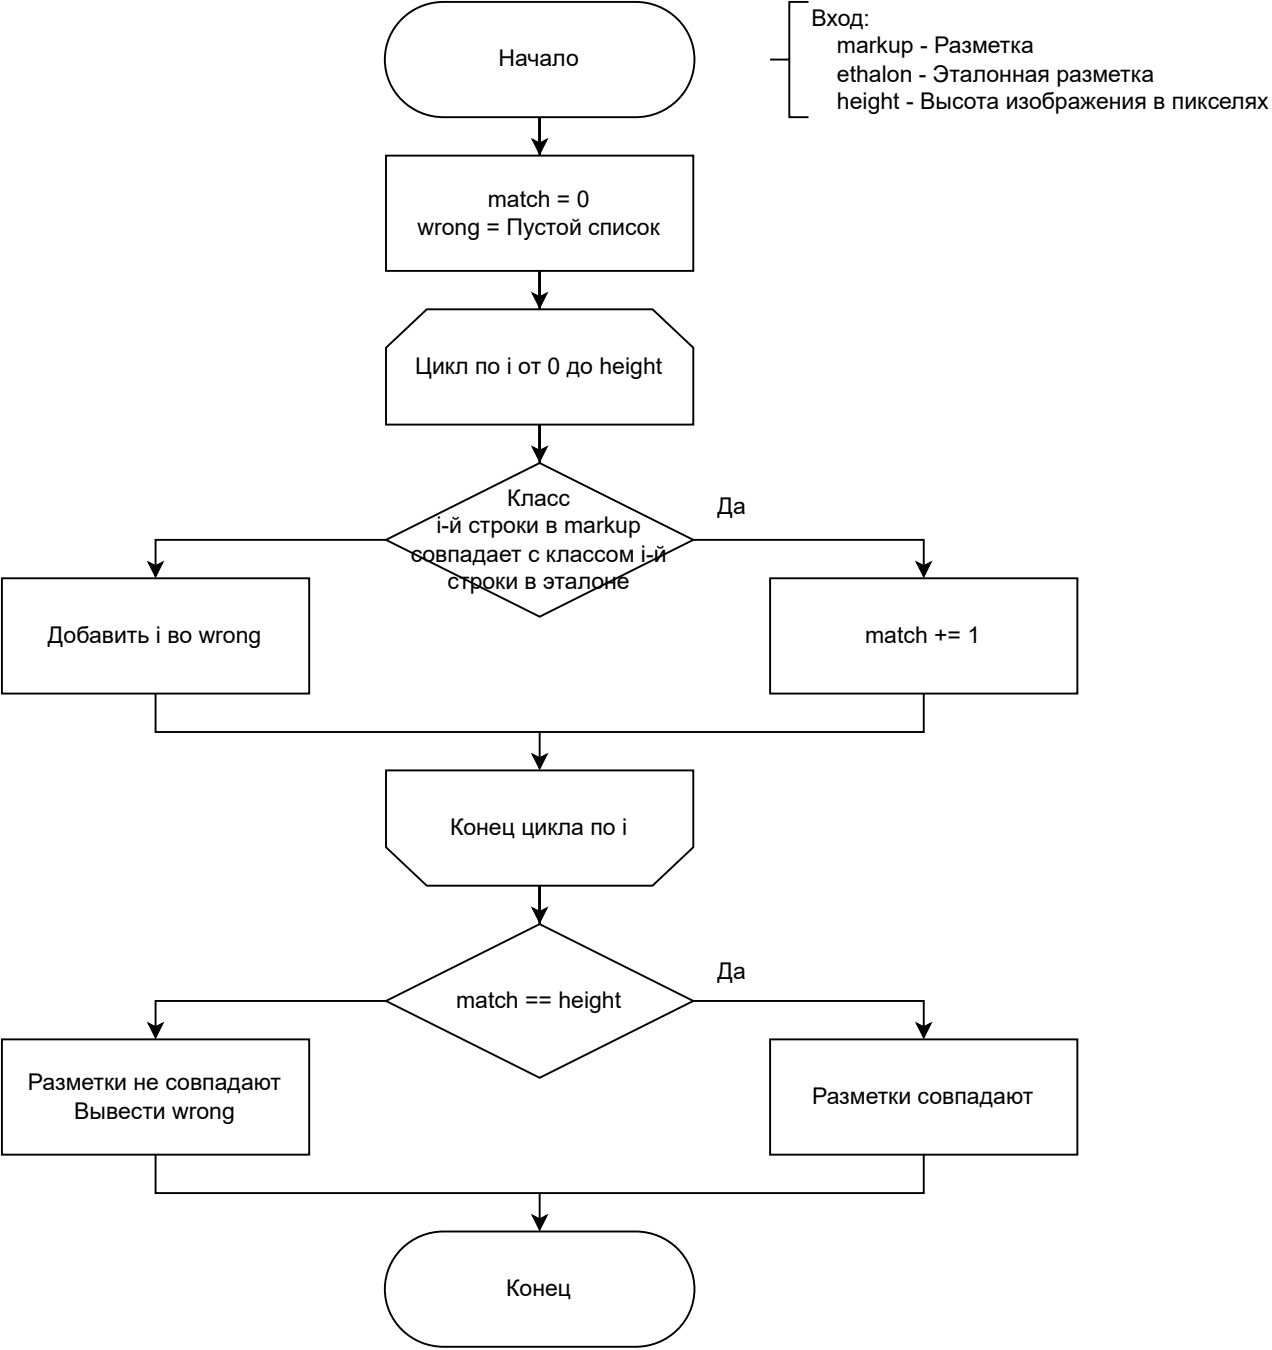 Начало
Вход:
markup - Разметка
ethalon - Эталонная разметка
height - Высота изображения в пикселях
match = 0
wrong = Пустой список
Цикл по i от 0 до height
Класс
i-й строки в markup
совпадает с классом i-й
строки в эталоне
Да
Добавить i во wrong
match += 1
Конец цикла по i
match == height
Да
Разметки не совпадают
Вывести wrong
Разметки совпадают
Конец